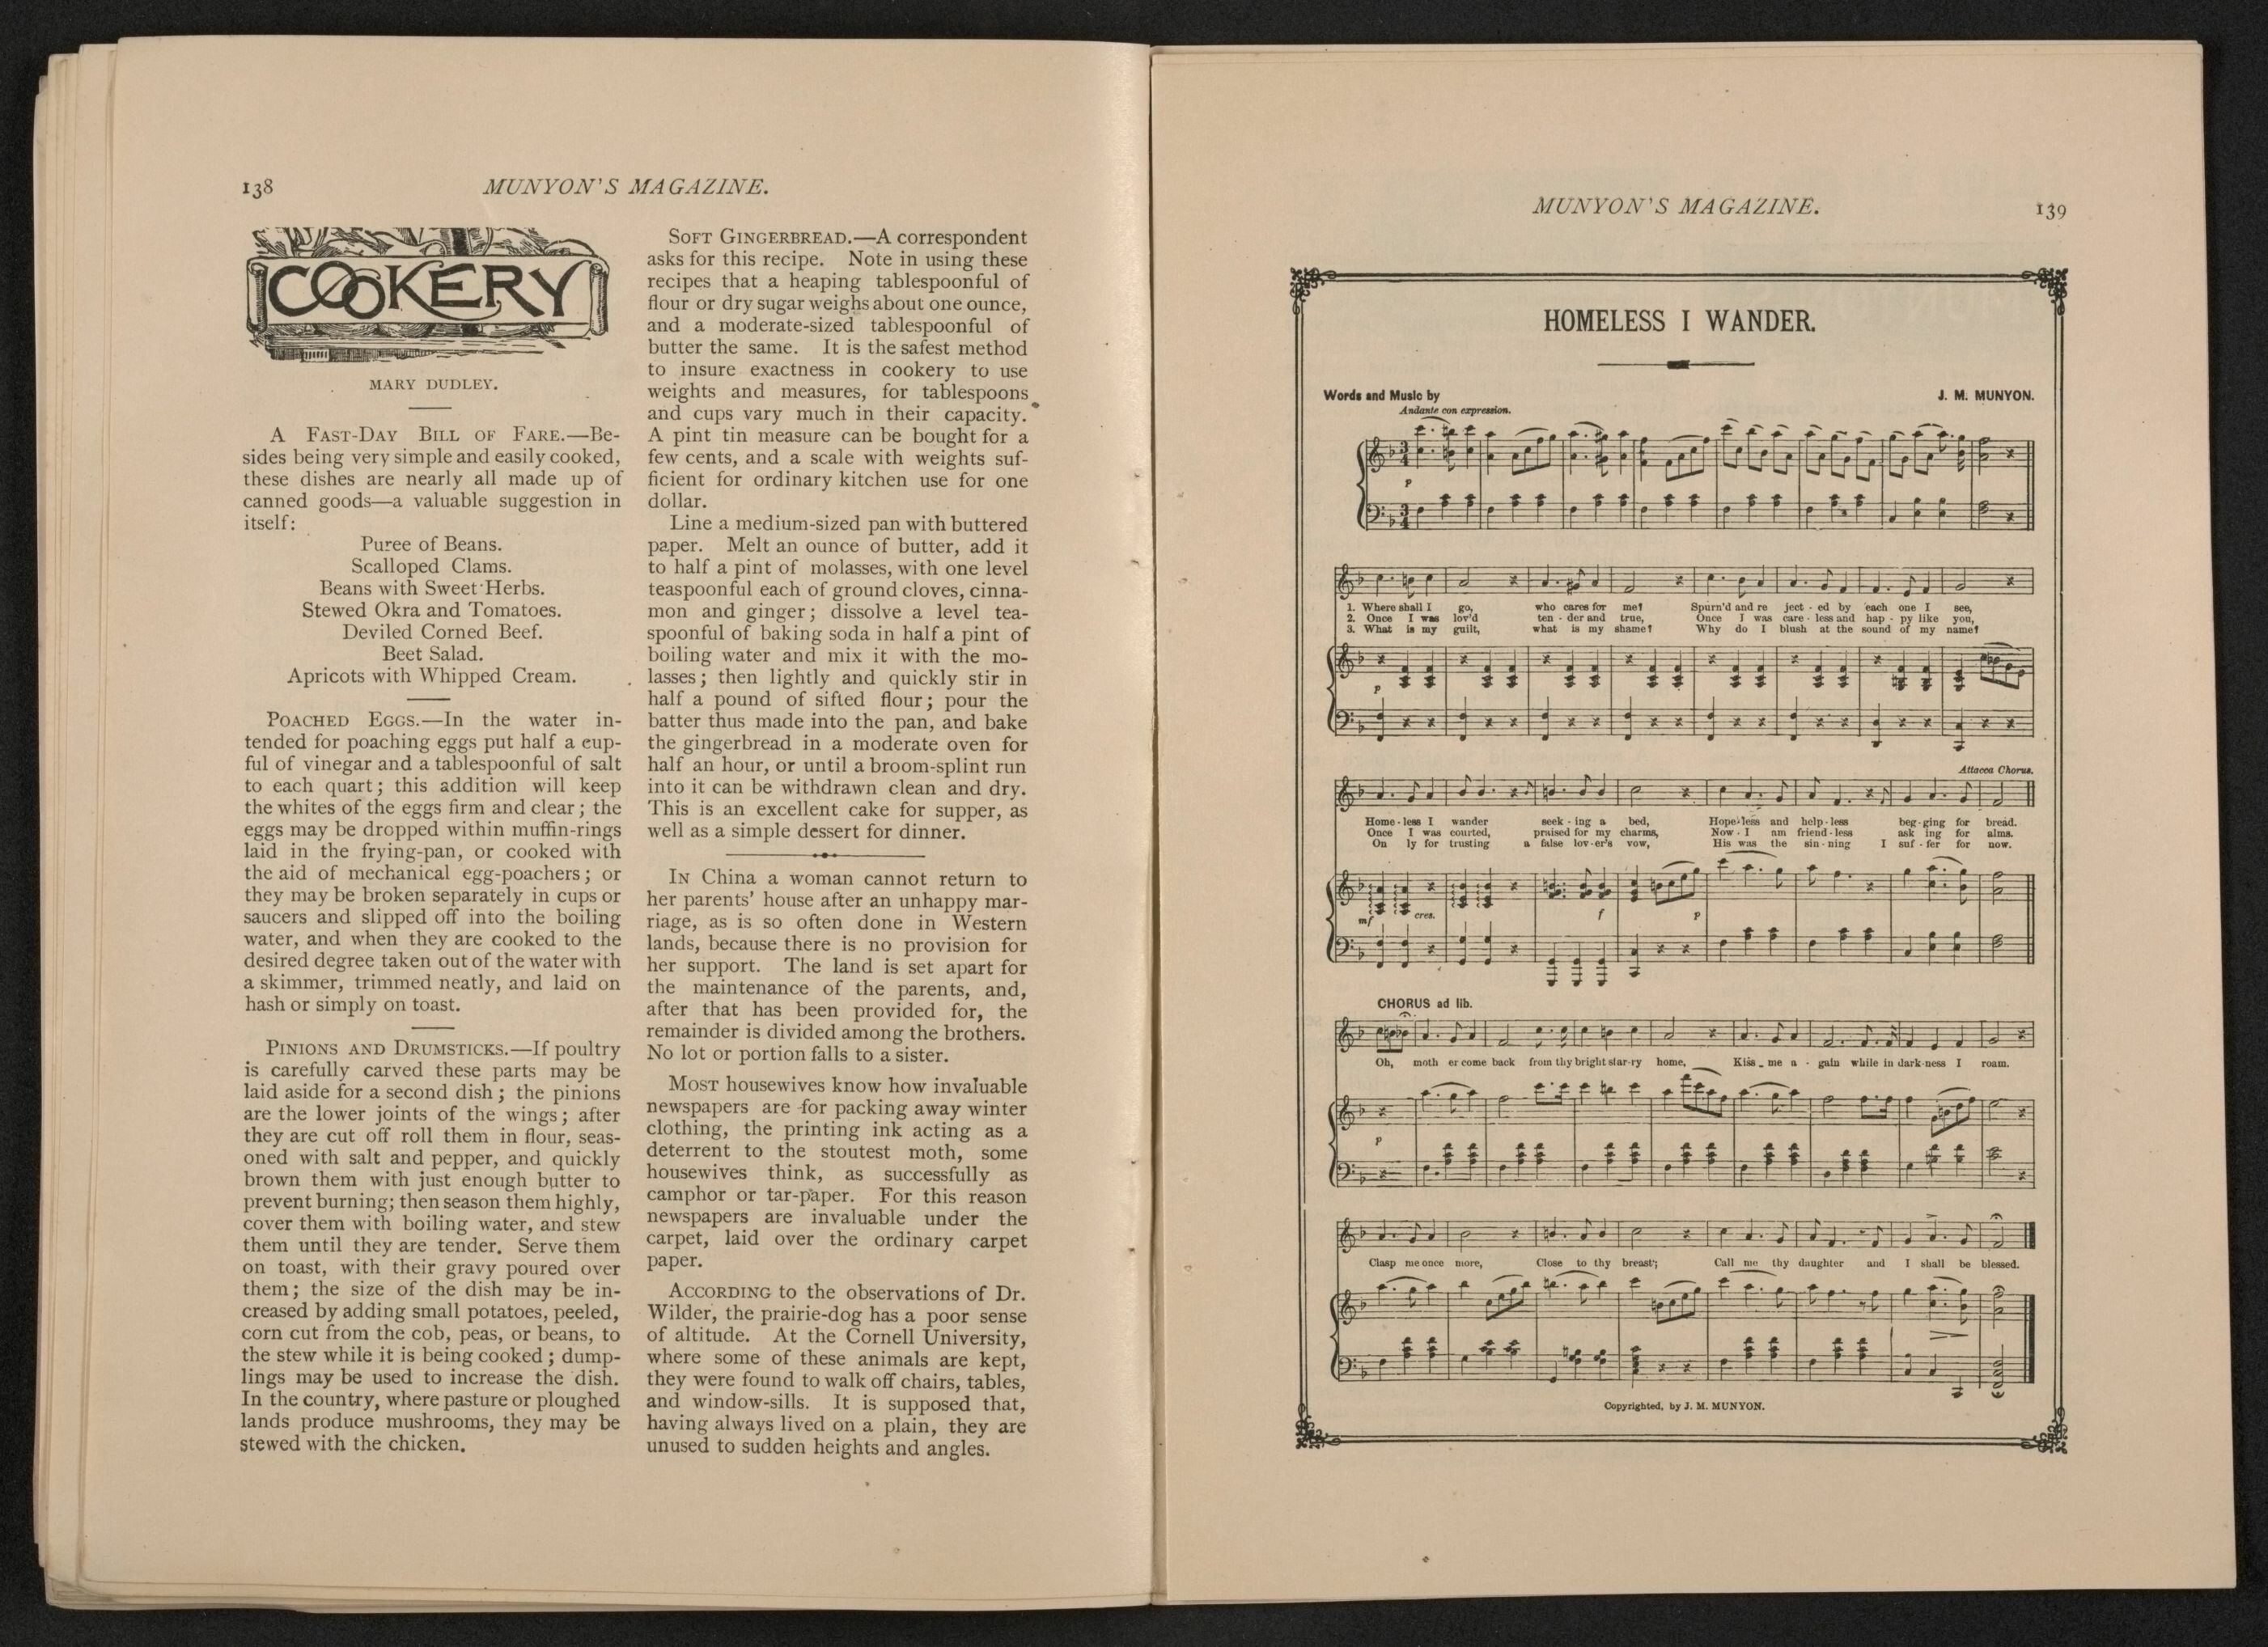 138
MUNYON'S MAGAZINE.
COOKERY
MARY DUDLEY.
A FAST-DAY BILL OF FARE.—Be-
sides being very simple and easily cooked,
these dishes are nearly all made up of
canned goods—a valuable suggestion in
itself:
Puree of Beans.
Scalloped Clams.
Beans with Sweet Herbs.
Stewed Okra and Tomatoes.
Deviled Corned Beef.
Beet Salad.
Apricots with Whipped Cream.
POACHED EGGS.—In the water in-
tended for poaching eggs put half a cup-
ful of vinegar and a tablespoonful of salt
to each quart; this addition will keep
the whites of the eggs firm and clear; the
eggs may be dropped within muffin-rings
laid in the frying-pan, or cooked with
the aid of mechanical egg-poachers; or
they may be broken separately in cups or
saucers and slipped off into the boiling
water, and when they are cooked to the
desired degree taken out of the water with
a skimmer, trimmed neatly, and laid on
hash or simply on toast.
PINIONS AND DRUMSTICKS.—If poultry
is carefully carved these parts may be
laid aside for a second dish; the pinions
are the lower joints of the wings; after
they are cut off roll them in flour, seas-
oned with salt and pepper, and quickly
brown them with just enough butter to
prevent burning; then season them highly,
cover them with boiling water, and stew
them until they are tender. Serve them
on toast, with their gravy poured over
them; the size of the dish may be in-
creased by adding small potatoes, peeled,
corn cut from the cob, peas, or beans, to
the stew while it is being cooked; dump-
lings may be used to increase the dish.
In the country, where pasture or ploughed
lands produce mushrooms, they may be
stewed with the chicken.
SOFT GINGERBREAD.—A correspondent
asks for this recipe. Note in using these
recipes that a heaping tablespoonful of
flour or dry sugar weighs about one ounce,
and a moderate-sized tablespoonful of
butter the same. It is the safest method
to insure exactness in cookery to use
weights and measures, for tablespoons
and cups vary much in their capacity.
A pint tin measure can be bought for a
few cents, and a scale with weights suf-
ficient for ordinary kitchen use for one
dollar.
Line a medium-sized pan with buttered
paper. Melt an ounce of butter, add it
to half a pint of molasses, with one level
teaspoonful each of ground cloves, cinna-
mon and ginger; dissolve a level tea-
spoonful of baking soda in half a pint of
boiling water and mix it with the mo-
lasses; then lightly and quickly stir in
half a pound of sifted flour; pour the
batter thus made into the pan, and bake
the gingerbread in a moderate oven for
half an hour, or until a broom-splint run
into it can be withdrawn clean and dry.
This is an excellent cake for supper, as
well as a simple dessert for dinner.
IN China a woman cannot return to
her parents' house after an unhappy mar-
riage, as is so often done in Western
lands, because there is no provision for
her support. The land is set apart for
the maintenance of the parents, and,
after that has been provided for, the
remainder is divided among the brothers.
No lot or portion falls to a sister.
MOST housewives know how invaluable
newspapers are for packing away winter
clothing, the printing ink acting as a
deterrent to the stoutest moth, some
housewives think, as successfully as
camphor or tar-paper. For this reason
newspapers are invaluable under the
carpet, laid over the ordinary carpet
paper.
ACCORDING to the observations of Dr.
Wilder, the prairie-dog has a poor sense
of altitude. At the Cornell University,
where some of these animals are kept,
they were found to walk off chairs, tables,
and window-sills. It is supposed that,
having always lived on a plain, they are
unused to sudden heights and angles.
MUNYON'S MAGAZINE.
139
HOMELESS I WANDER.
Words and Music by J. M. MUNYON.
Andante con expression.
p
1. Where shall I go, who cares for me? Spurn'd and re ject - ed by each one I see,
2. Once I was lov'd ten - der and true, Once I was care - less and hap - py like you,
3. What is my guilt, what is my shame? Why do I blush at the sound of my name?
p
Attacca Chorus.
Home - less I wander seek - ing a bed, Hope - less and help - less beg - ging for bread.
Once I was courted, praised for my charms, Now - I am friend - less ask ing for alms.
On ly for trusting a false lov - er's vow, His was the sin - ning I suf - fer for now.
mf cres. f p
CHORUS ad lib.
Oh, moth er come back from thy bright star-ry home, Kiss - me a - gain while in dark-ness I roam.
p
Clasp me once more, Close to thy breast; Call me thy daughter and I shall be blessed.
Copyrighted, by J. M. MUNYON.